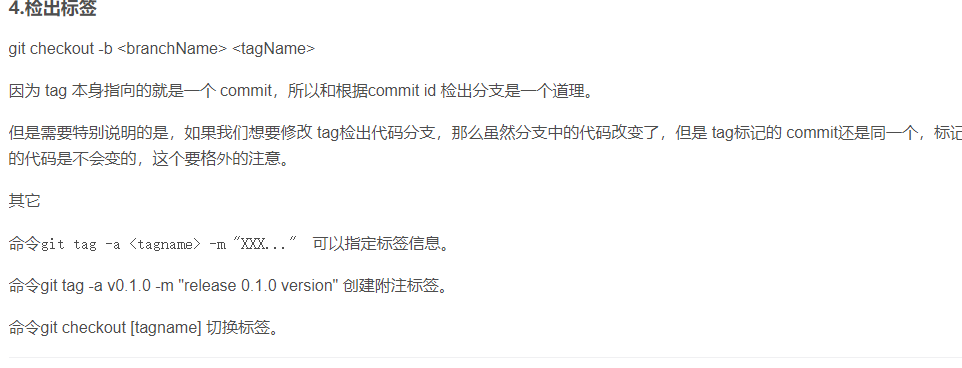 4.检出标签
git checkout -b <branchName> <tagName>
因为 tag 本身指向的就是一个 commit，所以和根据commit id 检出分支是一个道理。
但是需要特别说明的是，如果我们想要修改 tag检出代码分支，那么虽然分支中的代码改变了，但是 tag标记的 commit还是同一个，标记
的代码是不会变的，这个要格外的注意。
其它
命令git tag -a <tagname> -m "XXX..." 可以指定标签信息。
命令git tag -a v0.1.0 -m "release 0.1.0 version" 创建附注标签。
命令git checkout [tagname] 切换标签。